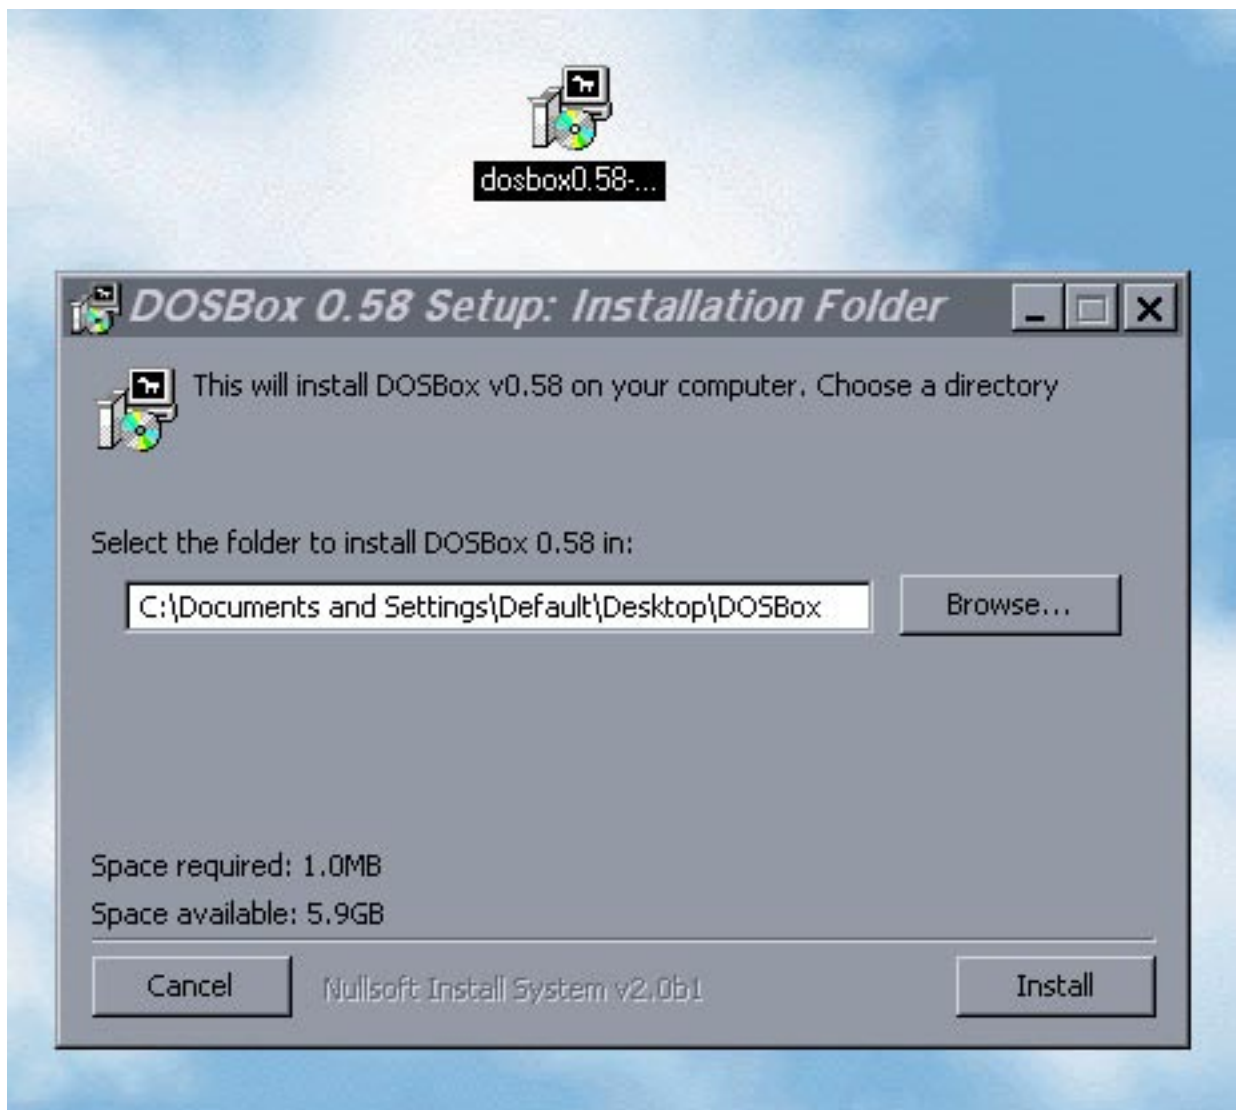 dosbox0.58-...
DOSBox 0.58 Setup: Installation Folder
This will install DOSBox v0.58 on your computer. Choose a directory
Select the folder to install DOSBox 0.58 in:
C:\Documents and Settings\Default\Desktop\DOSBox
Browse...
Space required: 1.0MB
Space available: 5.9GB
Cancel
Nullsoft Install System v2.0b1
Install